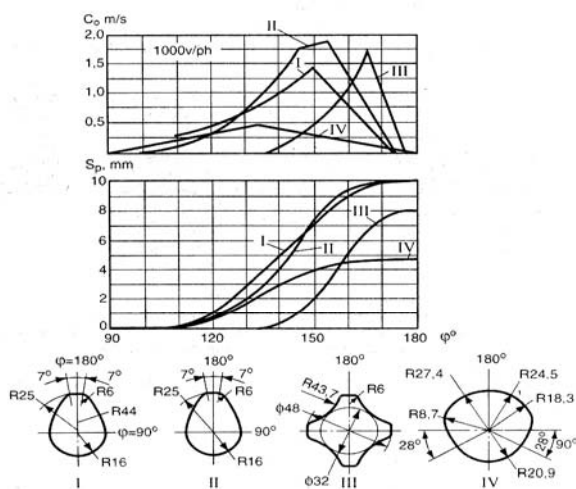 C₀ m/s
2,0
1,5
1,0
0,5
1000v/ph
I
II
III
IV
Sp, mm
10
8
6
4
2
0
I
II
III
IV
90 110 130 150 φ° 180
φ=180°
7° 7°
R25
R6
R44
φ=90°
R16
I
180°
7° 7°
R25
R6
90°
R16
II
180°
R43,7
R6
φ48
φ32
III
180°
R27,4
R24,5
R8,7
R18,3
28°
28°
90°
R20,9
IV